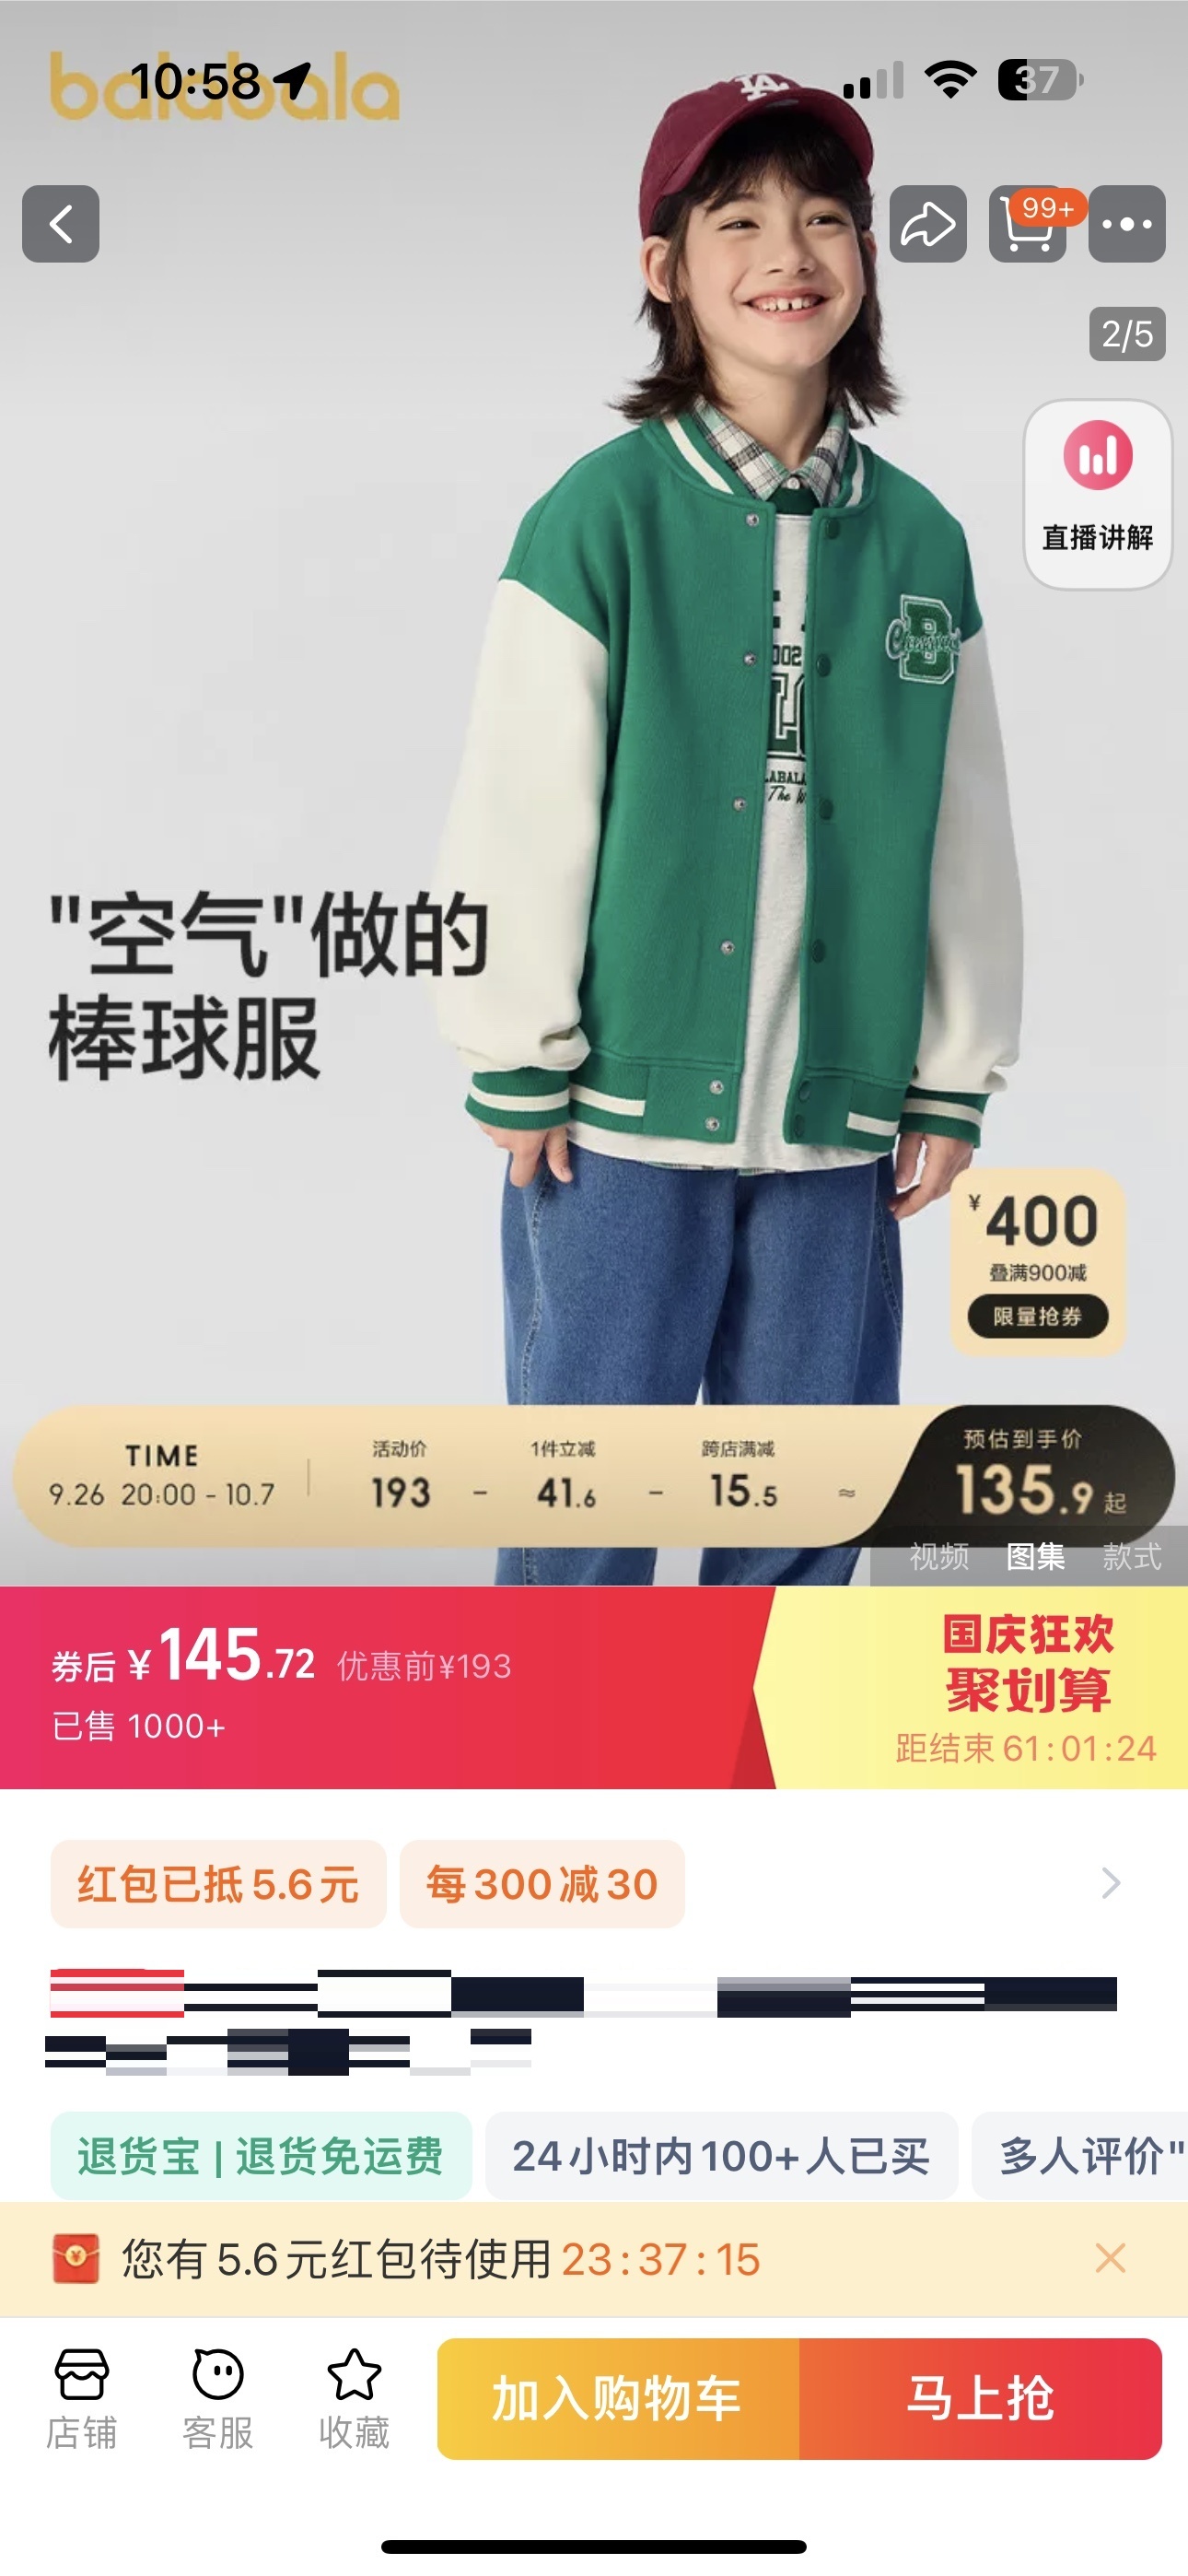 balabala
10:58
37
99+
2/5
直播讲解
LA
B
Classical
002
LABALA
The W
"空气"做的
棒球服
¥400
叠满900减
限量抢券
TIME
9.26 20:00 - 10.7
活动价
193
-
1件立减
41.6
-
跨店满减
15.5
≈
预估到手价
135.9起
视频 图集 款式
券后 ¥145.72 优惠前¥193
已售 1000+
国庆狂欢
聚划算
距结束 61:01:24
红包已抵5.6元 每300减30
退货宝 | 退货免运费 24小时内100+人已买 多人评价"
您有5.6元红包待使用 23:37:15
店铺 客服 收藏 加入购物车 马上抢